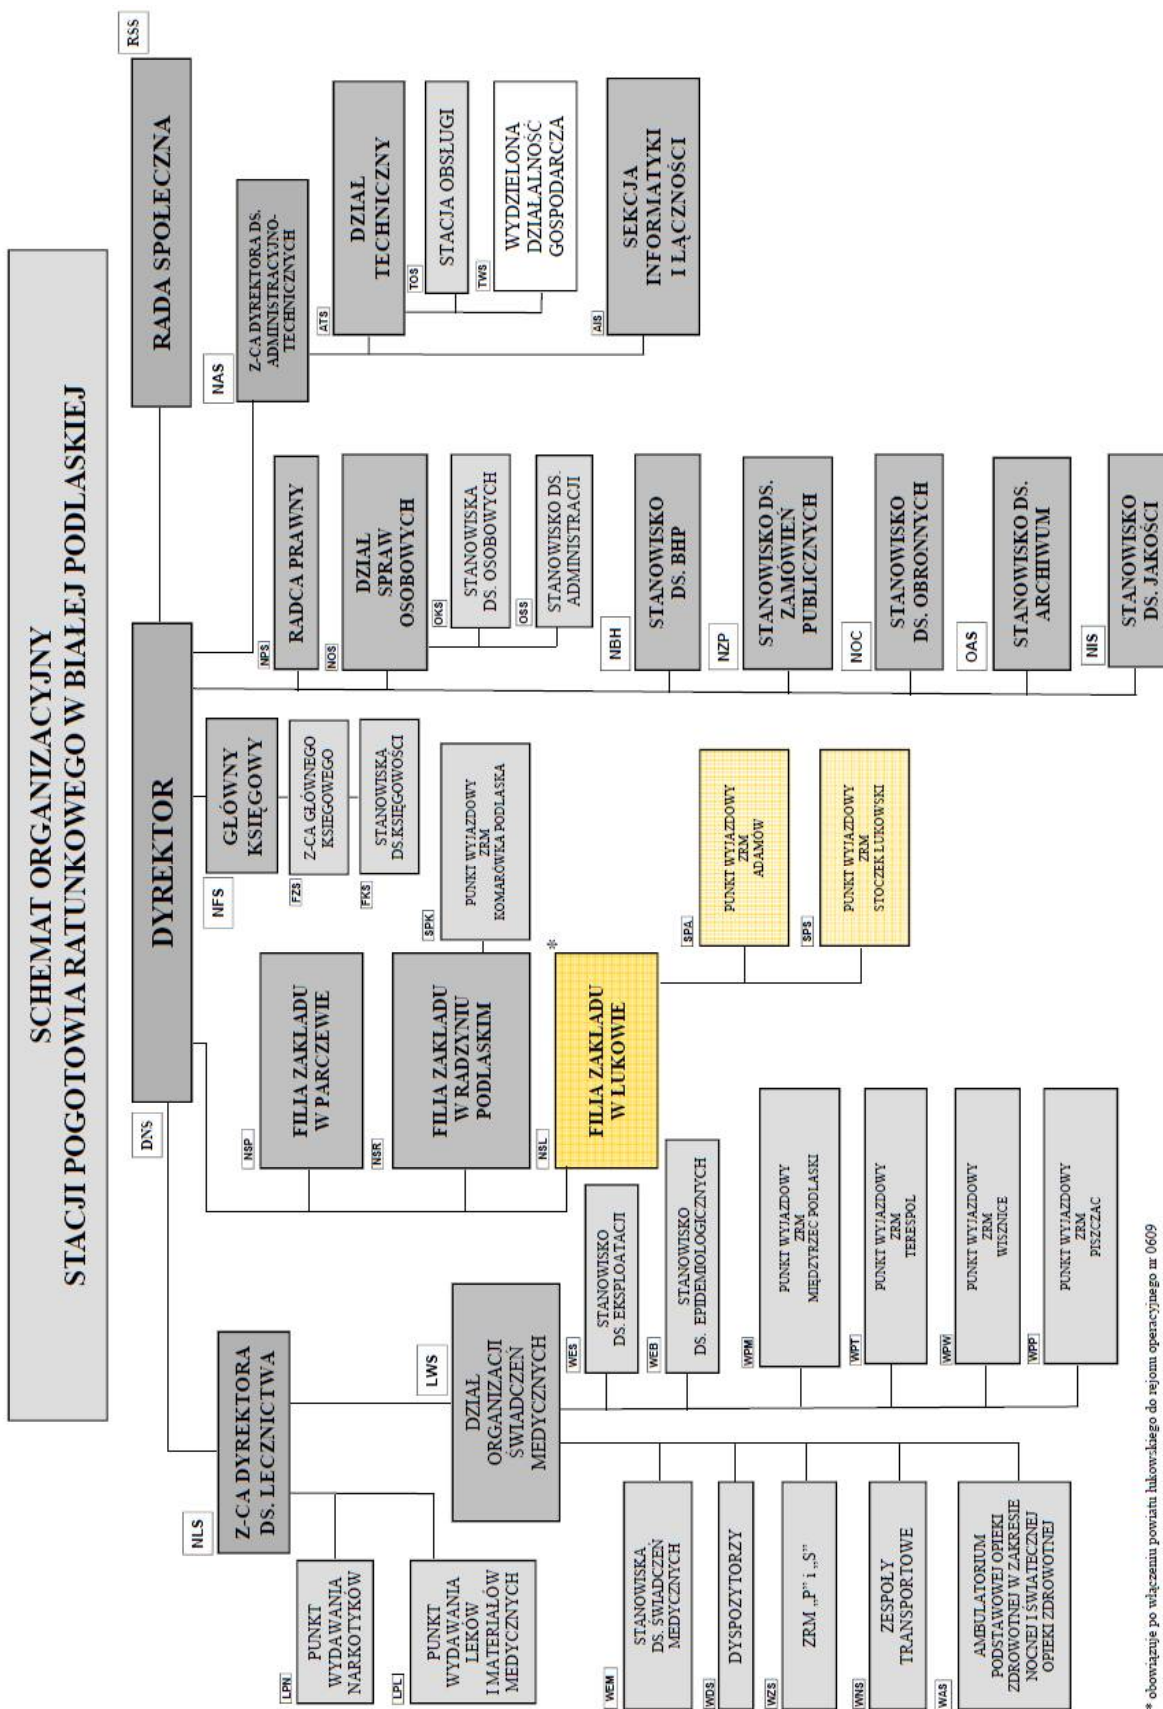 SCHEMAT ORGANIZACYJNY
STACJI POGOTOWIA RATUNKOWEGO W BIAŁEJ PODLASKIEJ
DNS
DYREKTOR
RSS
RADA SPOŁECZNA
NLS
Z-CA DYREKTORA
DS. LECZNICTWA
LPN
PUNKT
WYDAWANIA
NARKOTYKÓW
LPL
PUNKT
WYDAWANIA
LEKÓW
I MATERIAŁÓW
MEDYCZNYCH
LWS
DZIAŁ
ORGANIZACJI
ŚWIADCZEŃ
MEDYCZNYCH
WEM
STANOWISKA
DS. ŚWIADCZEŃ
MEDYCZNYCH
WDS
DYSPOZYTORZY
WZS
ZRM „P” i „S”
WNS
ZESPOŁY
TRANSPORTOWE
WAS
AMBULATORIUM
PODSTAWOWEJ OPIEKI
ZDROWOTNEJ W ZAKRESIE
NOCNEJ I ŚWIATECZNEJ
OPIEKI ZDROWOTNEJ
WES
STANOWISKO
DS. EKSPLOATACJI
WEB
STANOWISKO
DS. EPIDEMIOLOGICZNYCH
WPM
PUNKT WYJAZDOWY
ZRM
MIĘDZYRZEC PODLASKI
WPT
PUNKT WYJAZDOWY
ZRM
TERESPOL
WPW
PUNKT WYJAZDOWY
ZRM
WISZNICE
WPP
PUNKT WYJAZDOWY
ZRM
PISZCZAC
NSP
FILIA ZAKŁADU
W PARCZEWIE
NSR
FILIA ZAKŁADU
W RADZYNIU
PODLASKIM
SPK
PUNKT WYJAZDOWY
ZRM
KOMARÓWKA PODLASKA
NSL
*
FILIA ZAKŁADU
W ŁUKOWIE
SPA
PUNKT WYJAZDOWY
ZRM
ADAMÓW
SPS
PUNKT WYJAZDOWY
ZRM
STOCZEK ŁUKOWSKI
NFS
GŁÓWNY
KSIĘGOWY
FZS
Z-CA GŁÓWNEGO
KSIEGOWEGO
FKS
STANOWISKA
DS.KSIĘGOWOŚCI
NPS
RADCA PRAWNY
NOS
DZIAŁ
SPRAW
OSOBOWYCH
OKS
STANOWISKA
DS. OSOBOWYCH
OSS
STANOWISKO DS.
ADMINISTRACJI
NBH
STANOWISKO
DS. BHP
NZP
STANOWISKO DS.
ZAMÓWIEŃ
PUBLICZNYCH
NOC
STANOWISKO
DS. OBRONNYCH
OAS
STANOWISKO DS.
ARCHIWUM
NIS
STANOWISKO
DS. JAKOŚCI
NAS
Z-CA DYREKTORA DS.
ADMINISTRACYJNO-
TECHNICZNYCH
ATS
DZIAŁ
TECHNICZNY
TOS
STACJA OBSŁUGI
TWS
WYDZIELONA
DZIAŁALNOŚĆ
GOSPODARCZA
AIS
SEKCJA
INFORMATYKI
I ŁĄCZNOŚCI
* obowiązuje po włączeniu powiatu łukowskiego do rejonu operacyjnego nr 0609